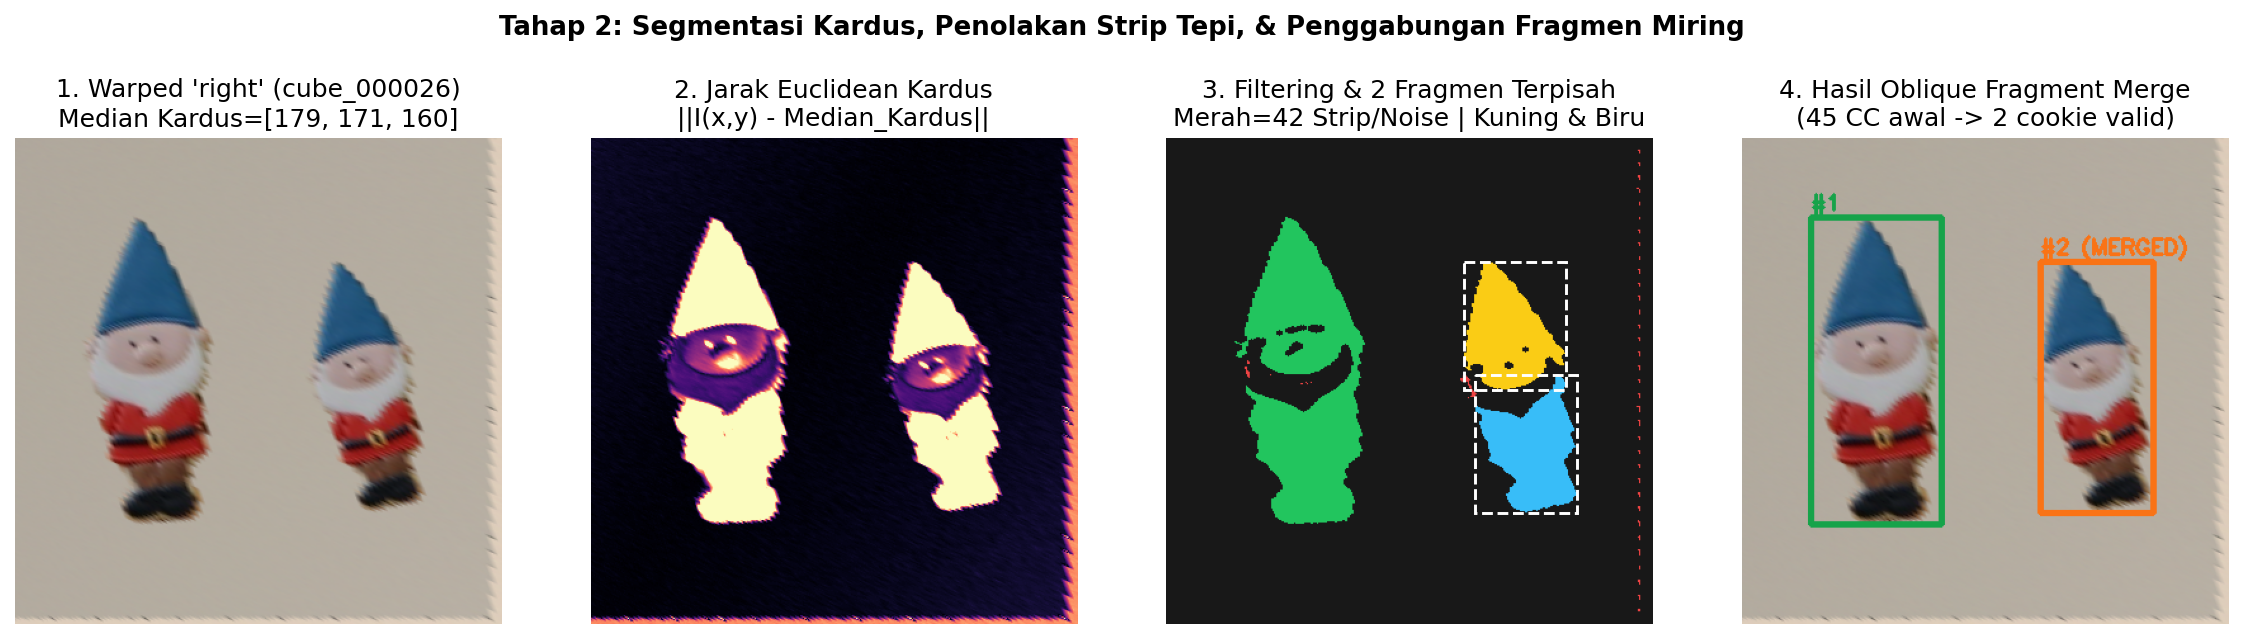 Tahap 2: Segmentasi Kardus, Penolakan Strip Tepi, & Penggabungan Fragmen Miring
1. Warped 'right' (cube_000026)
Median Kardus=[179, 171, 160]
2. Jarak Euclidean Kardus
||I(x,y) - Median_Kardus||
3. Filtering & 2 Fragmen Terpisah
Merah=42 Strip/Noise | Kuning & Biru
4. Hasil Oblique Fragment Merge
(45 CC awal -> 2 cookie valid)
#1
#2 (MERGED)